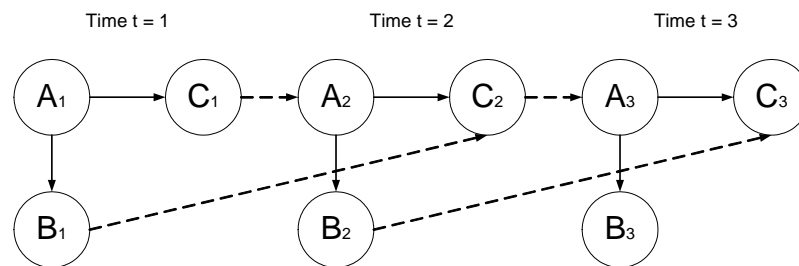 Time t = 1 Time t = 2 Time t = 3
A1 C1 A2 C2 A3 C3
B1 B2 B3